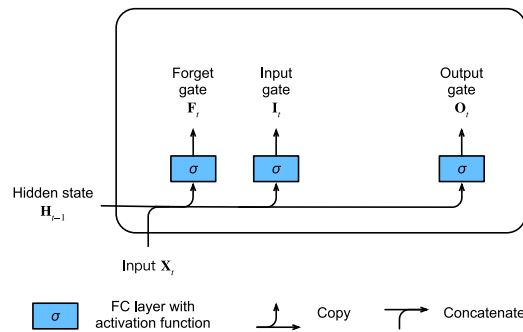 Forget
gate
F_t
Input
gate
I_t
Output
gate
O_t
σ
σ
σ
Hidden state
H_{t−1}
Input X_t
σ
FC layer with
activation function
Copy
Concatenate